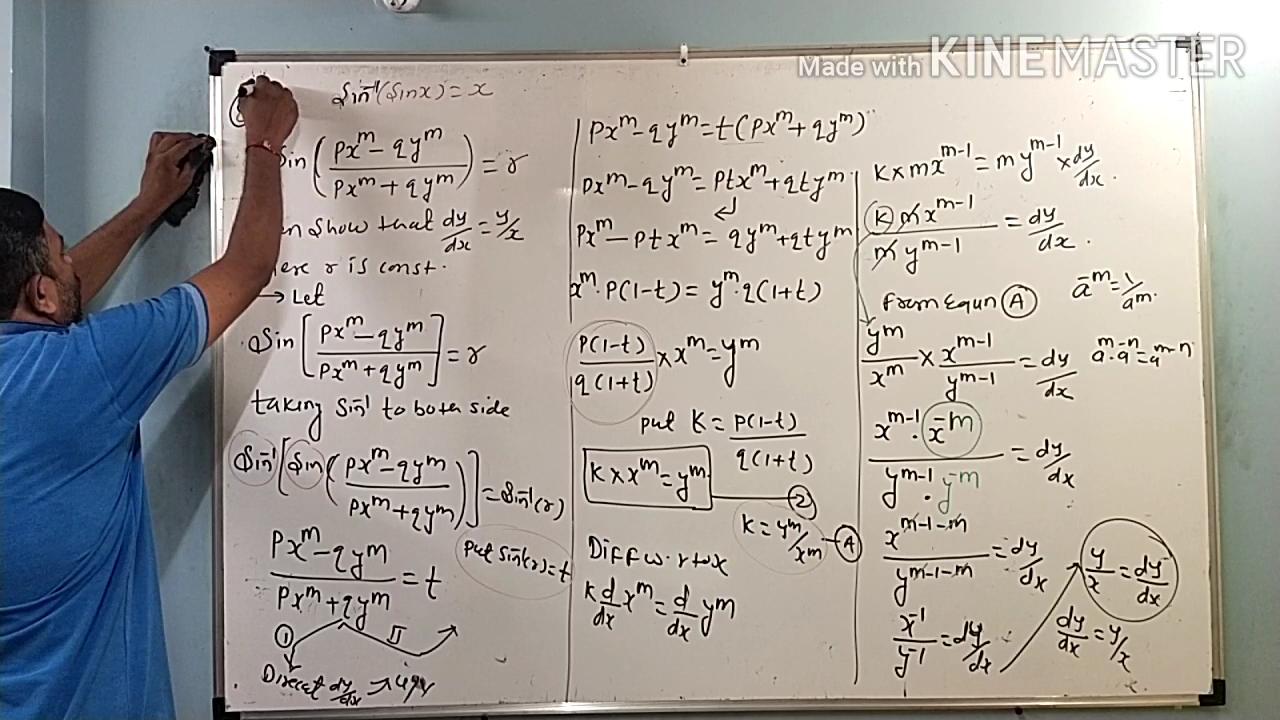 Made with KINEMASTER
Sin⁻¹(Sinx) = x
Sin (Px^m - qy^m / Px^m + qy^m) = r
Show that dy/dx = y/x
r is const.
→ Let
Sin [Px^m - qy^m / Px^m + qy^m] = r
taking Sin⁻¹ to both side
Sin⁻¹ [Sin (Px^m - qy^m / Px^m + qy^m)] = Sin⁻¹(r)
Px^m - qy^m / Px^m + qy^m = t
Put Sin⁻¹(r) = t
① II
Direct dy/dx →
Px^m - qy^m = t(Px^m + qy^m)
Px^m - qy^m = Ptx^m + qty^m
Px^m - Ptx^m = qy^m + qty^m
x^m · P(1-t) = y^m · q(1+t)
P(1-t) / q(1+t) × x^m = y^m
Put K = P(1-t) / q(1+t)
K × x^m = y^m — ②
K = y^m/x^m — Ⓐ
Diff w.r.to x
k d/dx x^m = d/dx y^m
K × m x^m-1 = m y^m-1 × dy/dx.
K m x^m-1 / m y^m-1 = dy/dx.
From equn Ⓐ
a^-m = 1/a^m.
y^m / x^m × x^m-1 / y^m-1 = dy/dx
a^m · a^-n = a^m-n
x^m-1 · x^-m / y^m-1 · y^-m = dy/dx
x^m-1-m / y^m-1-m = dy/dx
x^-1 / y^-1 = dy/dx
y/x = dy/dx
dy/dx = y/x